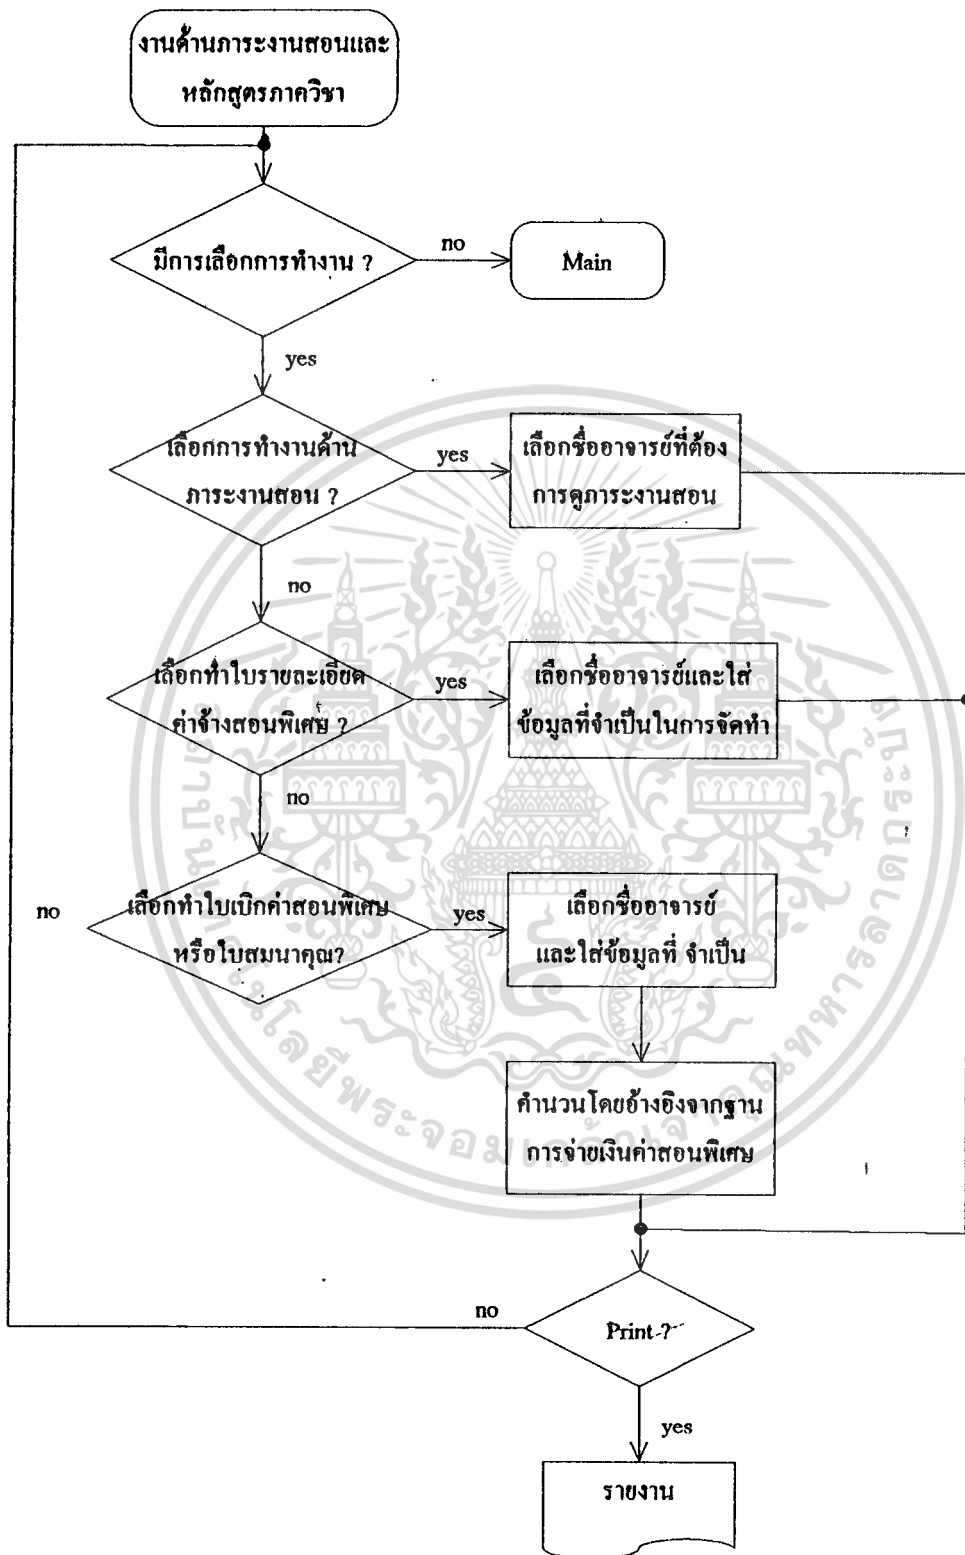 งานด้านภาระงานสอนและ
หลักสูตรภาควิชา
มีการเลือกการทำงาน ?
no
Main
yes
เลือกการทำงานด้าน
ภาระงานสอน ?
yes
เลือกชื่ออาจารย์ที่ต้อง
การดูภาระงานสอน
no
เลือกทำใบรายละเอียด
ค่าจ้างสอนพิเศษ ?
yes
เลือกชื่ออาจารย์และใส่
ข้อมูลที่จำเป็นในการจัดทำ
no
no
เลือกทำใบเบิกค่าสอนพิเศษ
หรือใบสมนาคุณ?
yes
เลือกชื่ออาจารย์
และใส่ข้อมูลที่ จำเป็น
คำนวนโดยอ้างอิงจากฐาน
การจ่ายเงินค่าสอนพิเศษ
no
Print ?
yes
รายงาน